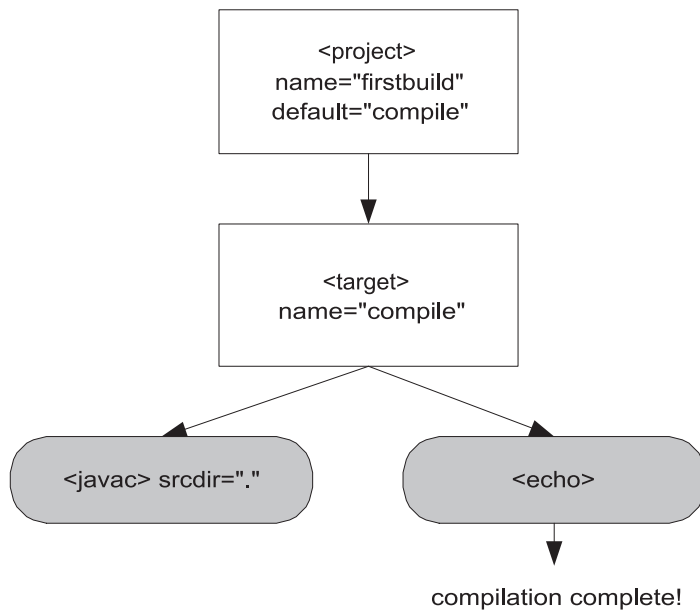 <project>
name="firstbuild"
default="compile"
<target>
name="compile"
<javac> srcdir="."
<echo>
compilation complete!